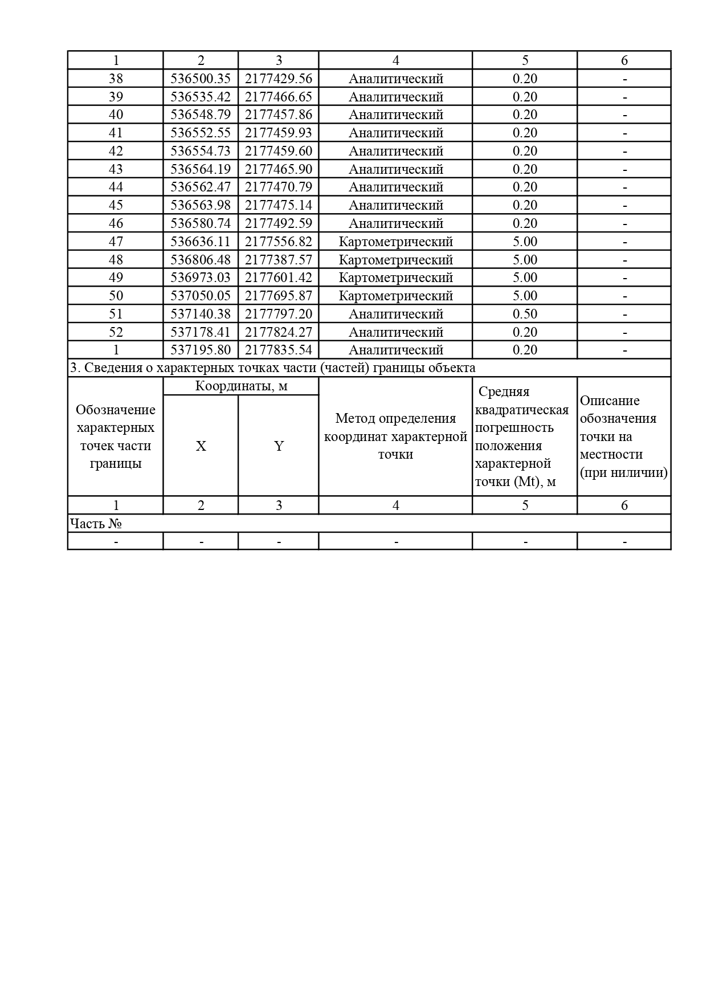 1 2 3 4 5 6
38 536500.35 2177429.56 Аналитический 0.20 -
39 536535.42 2177466.65 Аналитический 0.20 -
40 536548.79 2177457.86 Аналитический 0.20 -
41 536552.55 2177459.93 Аналитический 0.20 -
42 536554.73 2177459.60 Аналитический 0.20 -
43 536564.19 2177465.90 Аналитический 0.20 -
44 536562.47 2177470.79 Аналитический 0.20 -
45 536563.98 2177475.14 Аналитический 0.20 -
46 536580.74 2177492.59 Аналитический 0.20 -
47 536636.11 2177556.82 Картометрический 5.00 -
48 536806.48 2177387.57 Картометрический 5.00 -
49 536973.03 2177601.42 Картометрический 5.00 -
50 537050.05 2177695.87 Картометрический 5.00 -
51 537140.38 2177797.20 Аналитический 0.50 -
52 537178.41 2177824.27 Аналитический 0.20 -
1 537195.80 2177835.54 Аналитический 0.20 -
3. Сведения о характерных точках части (частей) границы объекта
Обозначение
характерных
точек части
границы
Координаты, м
X Y
Метод определения
координат характерной
точки
Средняя
квадратическая
погрешность
положения
характерной
точки (Mt), м
Описание
обозначения
точки на
местности
(при ниличии)
1 2 3 4 5 6
Часть №
- - - - - -